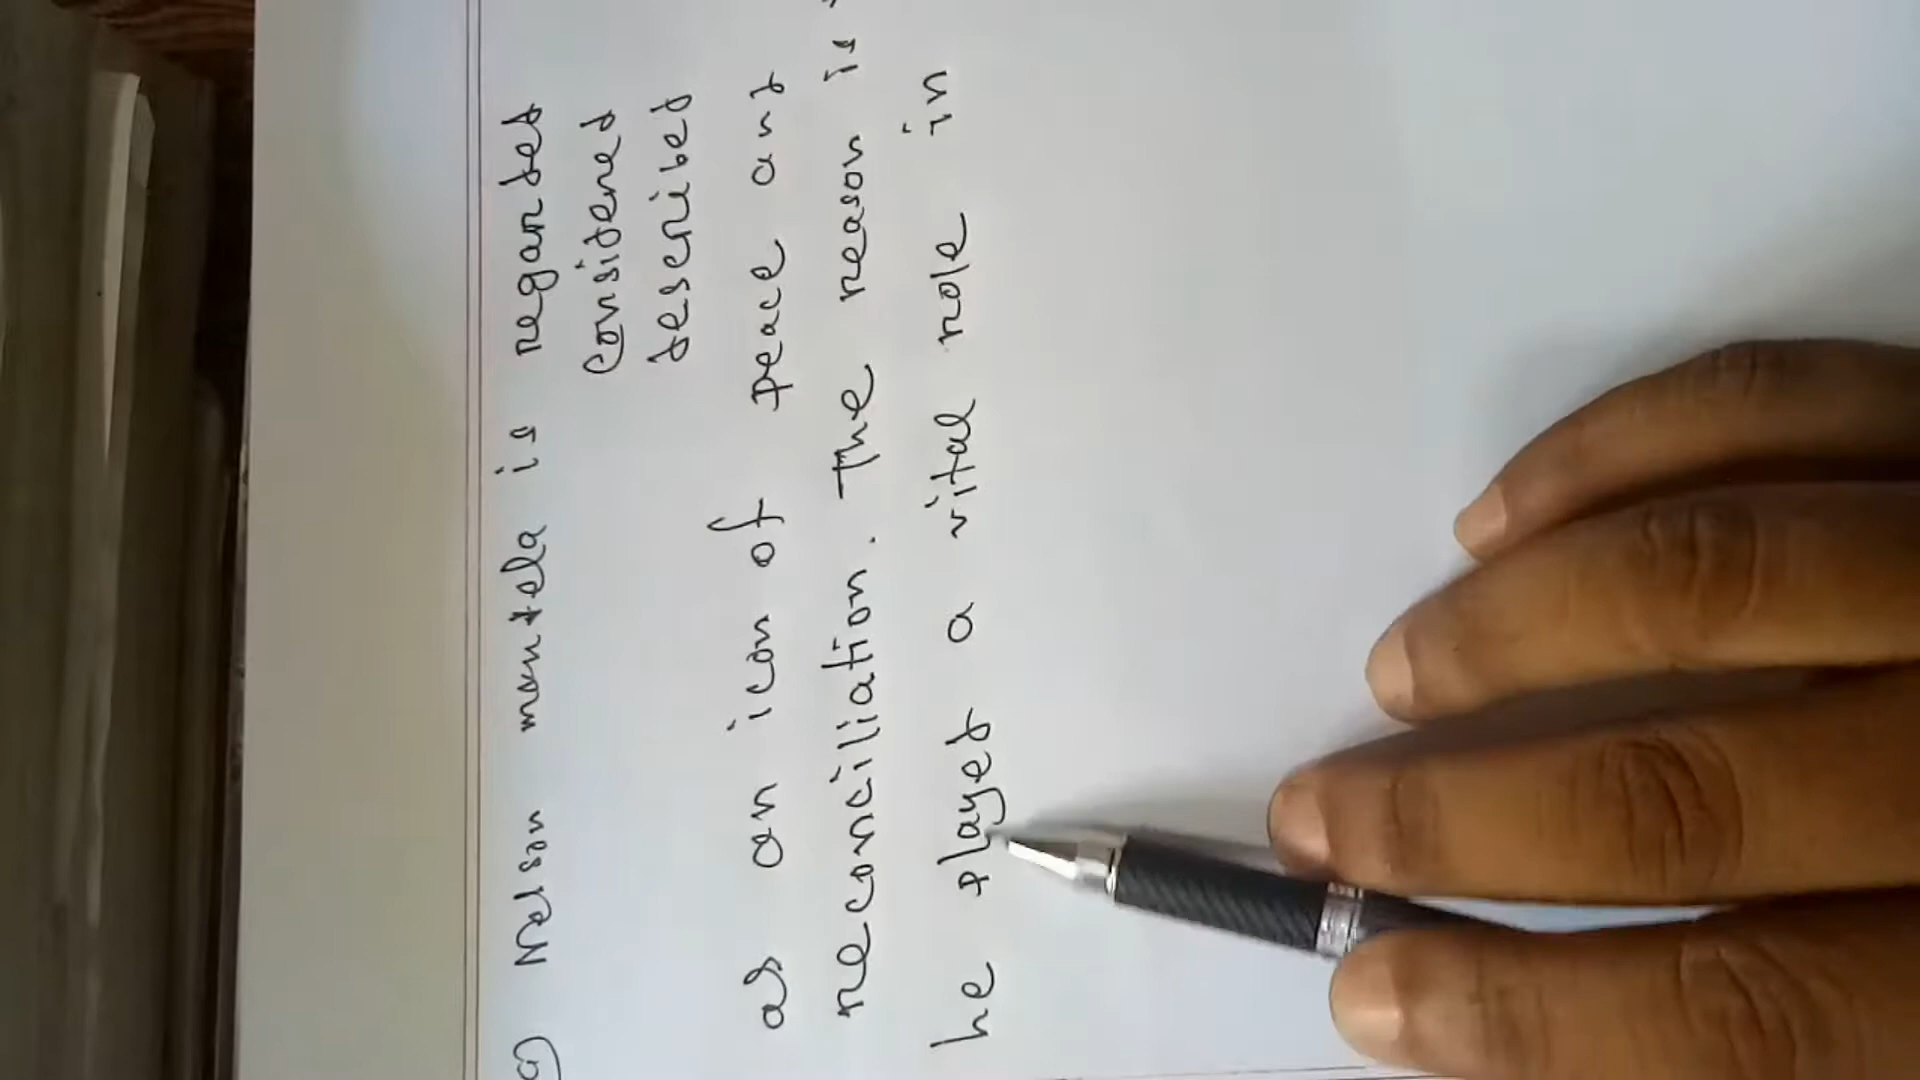 a) Nelson mandela is regarded
considered
described
as an icon of peace and
reconciliation. The reason is
he played a vital role in